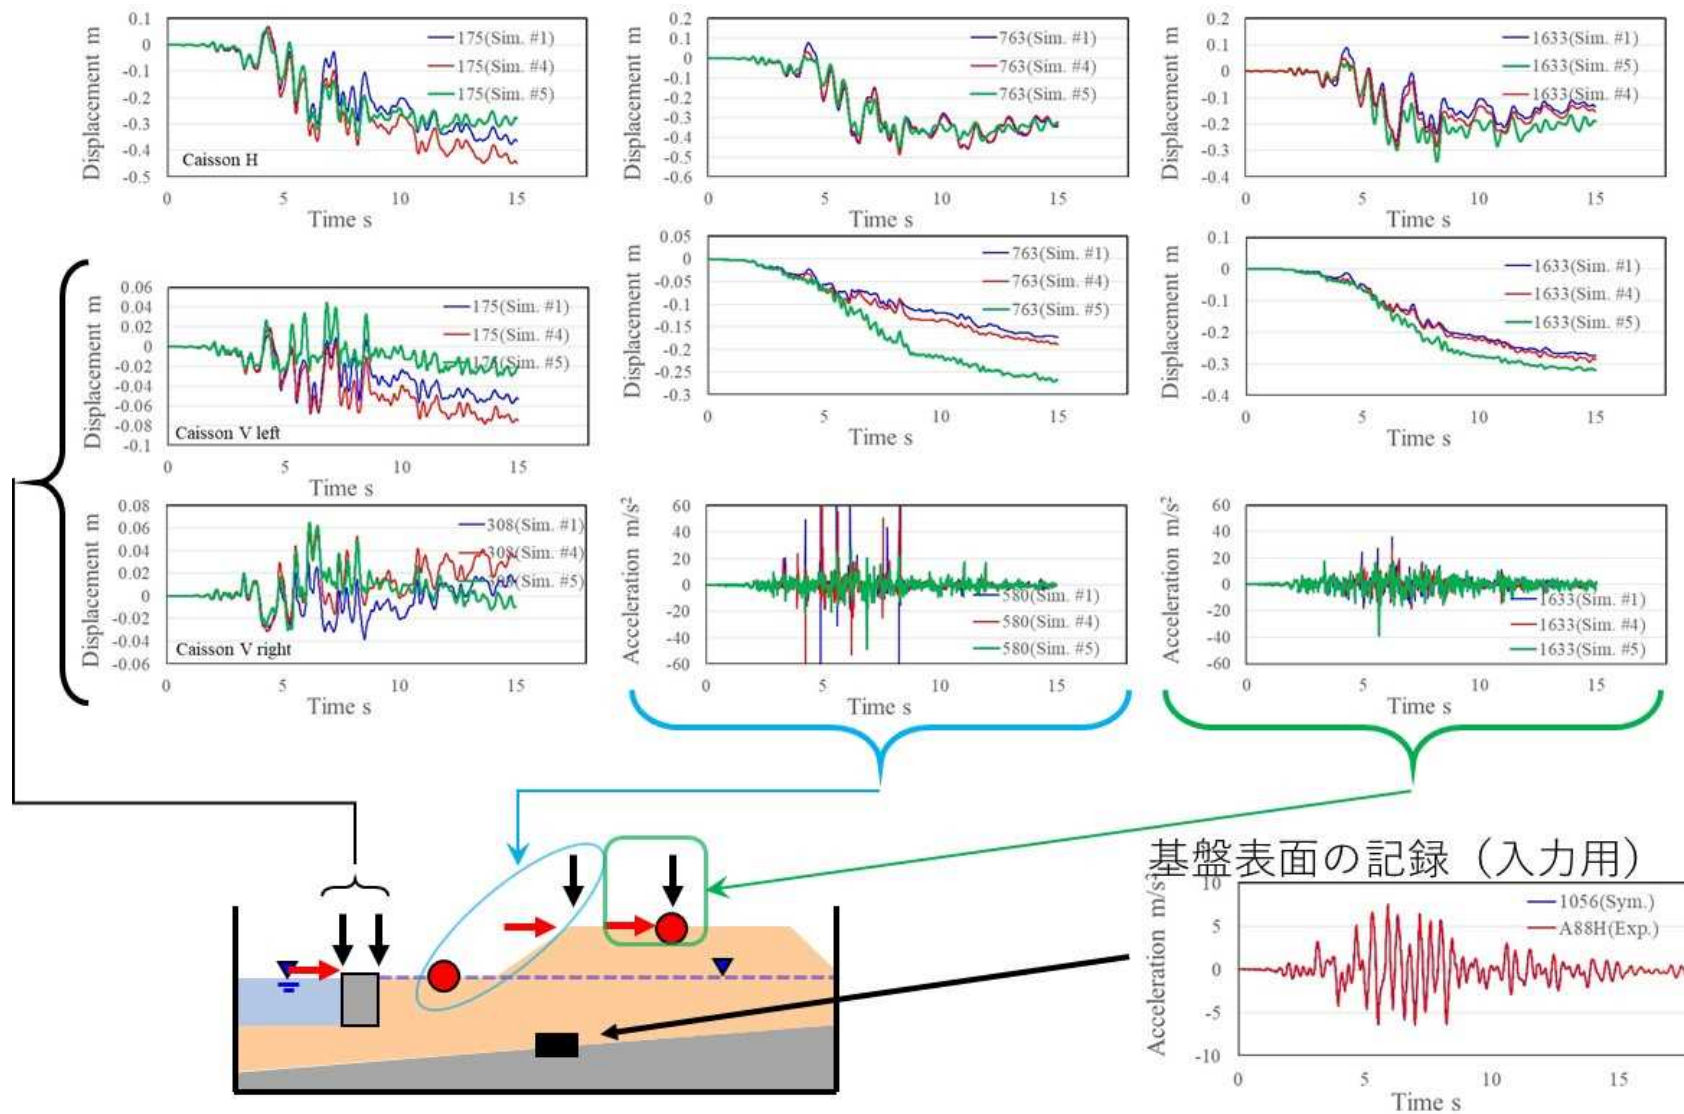 0.1
0
-0.1
-0.2
-0.3
-0.4
-0.5
Displacement m
175(Sim. #1)
175(Sim. #4)
175(Sim. #5)
Caisson H
0 5 10 15
Time s
0.2
0.1
0
-0.1
-0.2
-0.3
-0.4
-0.5
-0.6
Displacement m
763(Sim. #1)
763(Sim. #4)
763(Sim. #5)
0 5 10 15
Time s
0.2
0.1
0
-0.1
-0.2
-0.3
-0.4
Displacement m
1633(Sim. #1)
1633(Sim. #5)
1633(Sim. #4)
0 5 10 15
Time s
0.06
0.04
0.02
0
-0.02
-0.04
-0.06
-0.08
-0.1
Displacement m
175(Sim. #1)
175(Sim. #4)
175(Sim. #5)
Caisson V left
0 5 10 15
Time s
0.05
0
-0.05
-0.1
-0.15
-0.2
-0.25
-0.3
Displacement m
763(Sim. #1)
763(Sim. #4)
763(Sim. #5)
0 5 10 15
Time s
0.1
0
-0.1
-0.2
-0.3
-0.4
Displacement m
1633(Sim. #1)
1633(Sim. #4)
1633(Sim. #5)
0 5 10 15
Time s
0.08
0.06
0.04
0.02
0
-0.02
-0.04
-0.06
Displacement m
308(Sim. #1)
308(Sim. #4)
308(Sim. #5)
Caisson V right
0 5 10 15
Time s
60
40
20
0
-20
-40
-60
Acceleration m/s²
580(Sim. #1)
580(Sim. #4)
580(Sim. #5)
0 5 10 15
Time s
60
40
20
0
-20
-40
-60
Acceleration m/s²
1633(Sim. #1)
1633(Sim. #4)
1633(Sim. #5)
0 5 10 15
Time s
基盤表面の記録（入力用）
10
5
0
-5
-10
Acceleration m/s²
1056(Sym.)
A88H(Exp.)
0 5 10 15
Time s